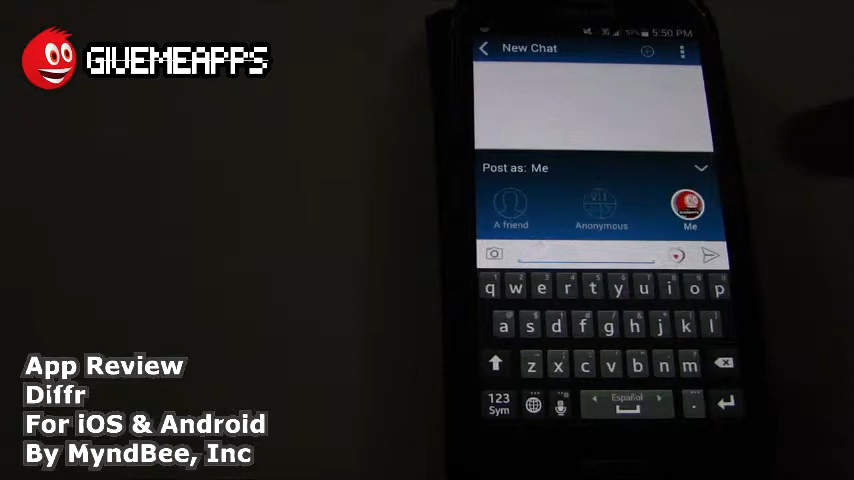 GIVEMEAPPS
5:50 PM
New Chat
Post as: Me
A friend
Anonymous
Me
q w e r t y u i o p
a s d f g h j k l
z x c v b n m
123
Sym
Español
.
App Review
Diffr
For iOS & Android
By MyndBee, Inc